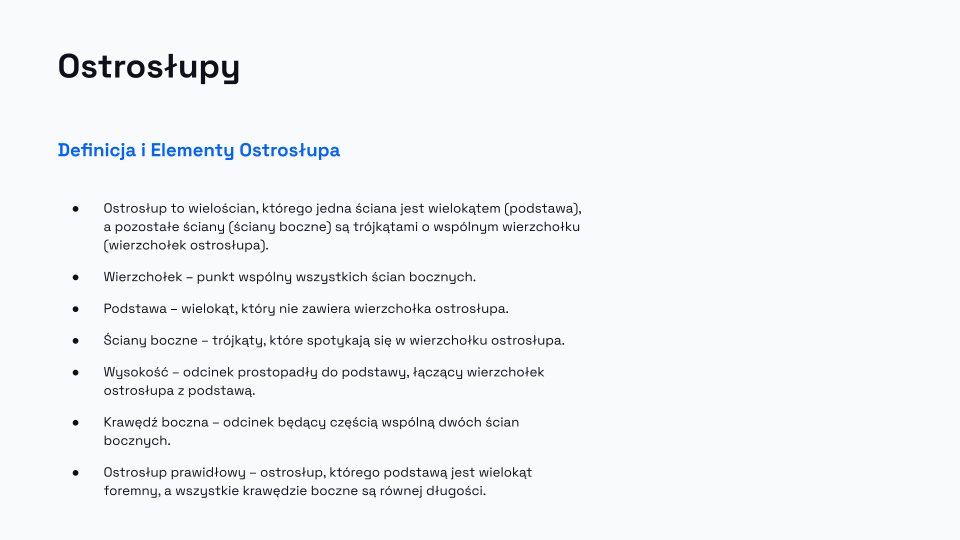 Ostrosłupy
Definicja i Elementy Ostrosłupa
● Ostrosłup to wielościan, którego jedna ściana jest wielokątem (podstawa),
a pozostałe ściany (ściany boczne) są trójkątami o wspólnym wierzchołku
(wierzchołek ostrosłupa).
● Wierzchołek – punkt wspólny wszystkich ścian bocznych.
● Podstawa – wielokąt, który nie zawiera wierzchołka ostrosłupa.
● Ściany boczne – trójkąty, które spotykają się w wierzchołku ostrosłupa.
● Wysokość – odcinek prostopadły do podstawy, łączący wierzchołek
ostrosłupa z podstawą.
● Krawędź boczna – odcinek będący częścią wspólną dwóch ścian
bocznych.
● Ostrosłup prawidłowy – ostrosłup, którego podstawą jest wielokąt
foremny, a wszystkie krawędzie boczne są równej długości.